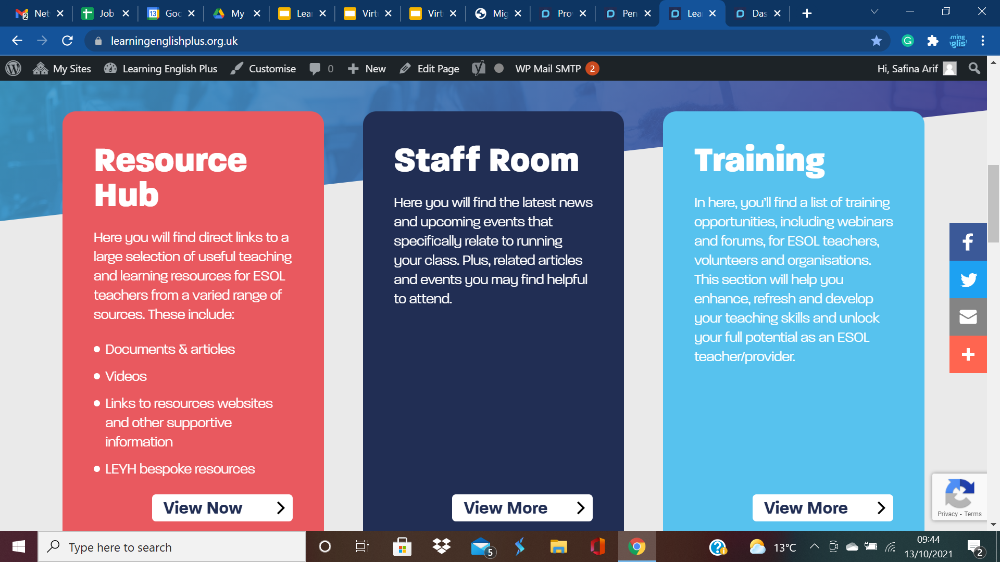 2 Net
Job
13 Goo
My
Lear
Virtu
Virt
Mig
Pro
Pen
Lea
Das
learningenglishplus.org.uk
My Sites Learning English Plus Customise 0 New Edit Page WP Mail SMTP 2 Hi, Safina Arif
Resource
Hub
Here you will find direct links to a
large selection of useful teaching
and learning resources for ESOL
teachers from a varied range of
sources. These include:
Documents & articles
Videos
Links to resources websites
and other supportive
information
LEYH bespoke resources
View Now
Staff Room
Here you will find the latest news
and upcoming events that
specifically relate to running
your class. Plus, related articles
and events you may find helpful
to attend.
View More
Training
In here, you'll find a list of training
opportunities, including webinars
and forums, for ESOL teachers,
volunteers and organisations.
This section will help you
enhance, refresh and develop
your teaching skills and unlock
your full potential as an ESOL
teacher/provider.
View More
Privacy - Terms
Type here to search
5
13°C
09:44
13/10/2021
2